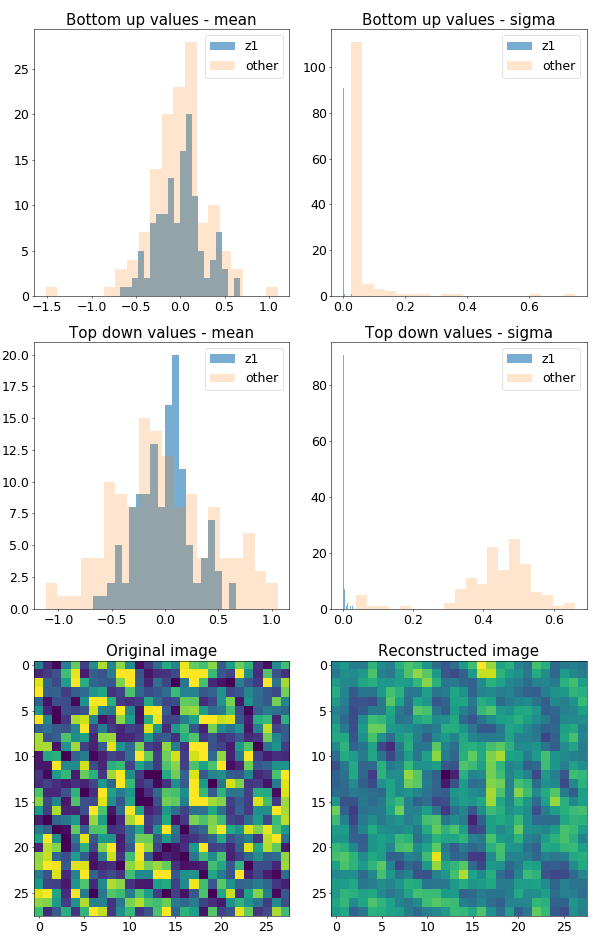 Bottom up values - mean
Bottom up values - sigma
z1
other
z1
other
25
20
15
10
5
0
−1.5 −1.0 −0.5 0.0 0.5 1.0
100
80
60
40
20
0
0.0 0.2 0.4 0.6
Top down values - mean
Top down values - sigma
z1
other
z1
other
20.0
17.5
15.0
12.5
10.0
7.5
5.0
2.5
0.0
−1.0 −0.5 0.0 0.5 1.0
80
60
40
20
0
0.0 0.2 0.4 0.6
Original image
Reconstructed image
0
5
10
15
20
25
0 5 10 15 20 25
0
5
10
15
20
25
0 5 10 15 20 25